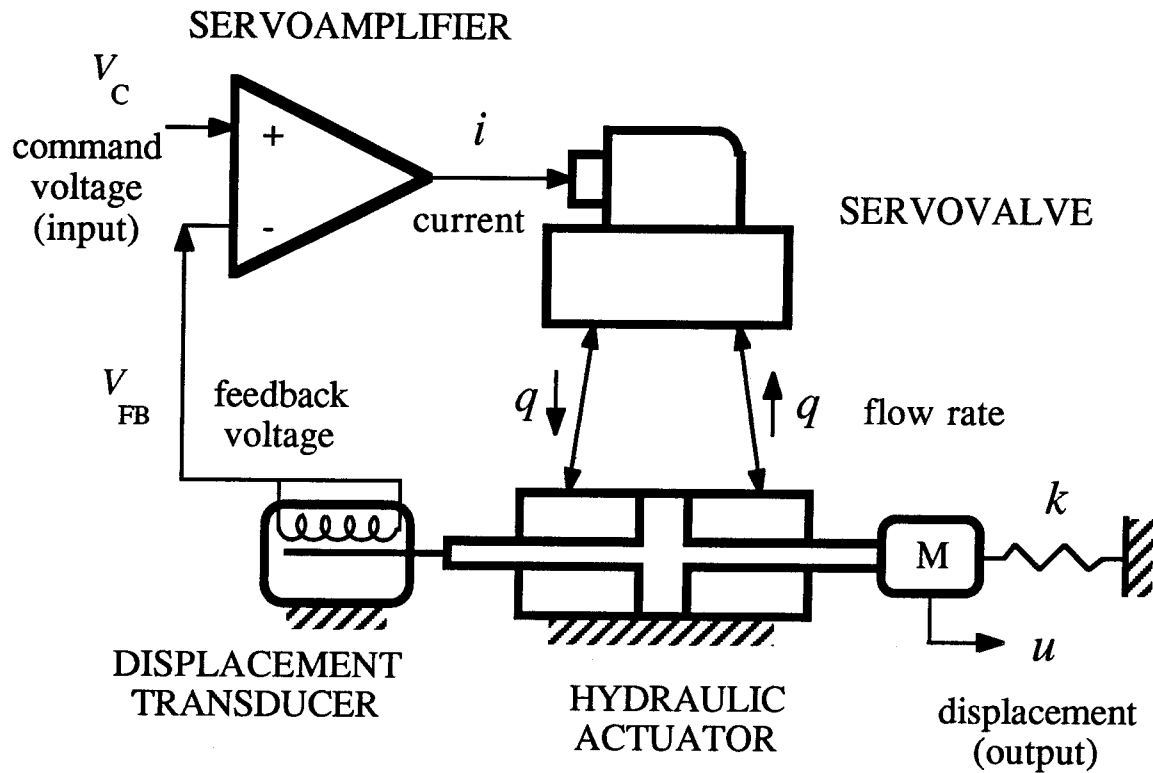 SERVOAMPLIFIER
V
C
command
voltage
(input)
+
-
i
current
SERVOVALVE
V
FB
feedback
voltage
q
q
flow rate
k
M
u
DISPLACEMENT
TRANSDUCER
HYDRAULIC
ACTUATOR
displacement
(output)